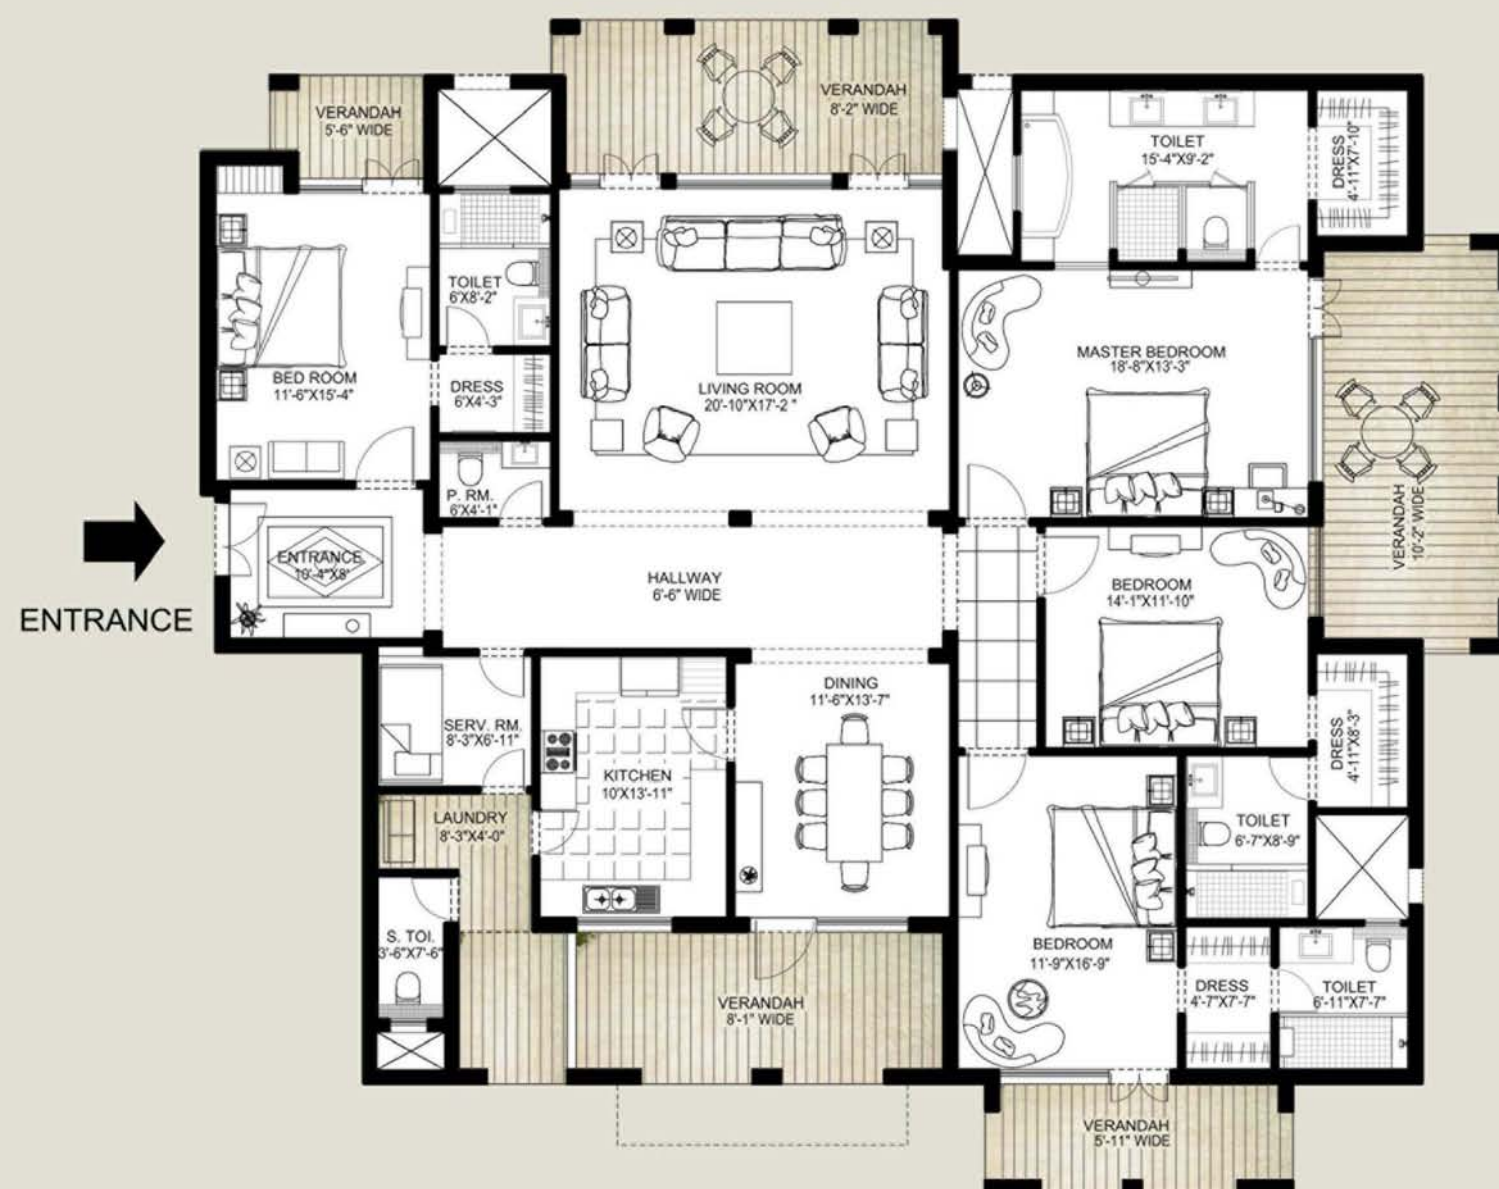 VERANDAH
5'-6" WIDE
VERANDAH
8'-2" WIDE
TOILET
15'-4"X9'-2"
DRESS
4'-11"X7'-10"
TOILET
6'X8'-2"
BED ROOM
11'-6"X15'-4"
DRESS
6'X4'-3"
LIVING ROOM
20'-10"X17'-2"
MASTER BEDROOM
18'-8"X13'-3"
P. RM.
6'X4'-1"
VERANDAH
10'-2" WIDE
ENTRANCE
10'-4"X8'
ENTRANCE
HALLWAY
6'-6" WIDE
BEDROOM
14'-1"X11'-10"
SERV. RM.
8'-3"X6'-11"
DINING
11'-6"X13'-7"
DRESS
4'-11"X8'-3"
KITCHEN
10'X13'-11"
LAUNDRY
8'-3"X4'-0"
TOILET
6'-7"X8'-9"
S. TOI.
3'-6"X7'-6"
BEDROOM
11'-9"X16'-9"
VERANDAH
8'-1" WIDE
DRESS
4'-7"X7'-7"
TOILET
6'-11"X7'-7"
VERANDAH
5'-11" WIDE